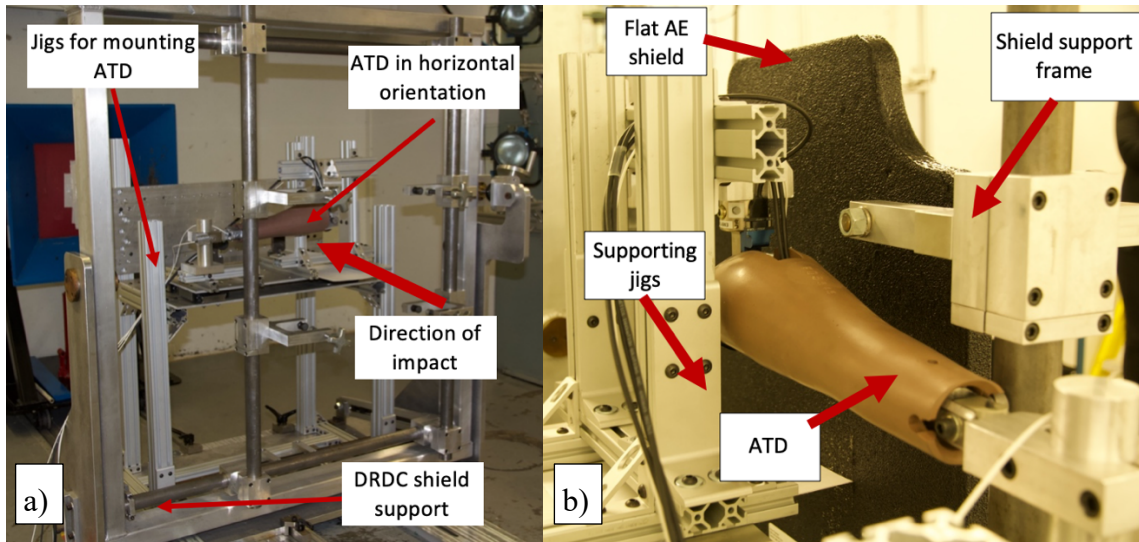 Jigs for mounting
ATD
ATD in horizontal
orientation
Direction of
impact
DRDC shield
support
a)
Flat AE
shield
Shield support
frame
Supporting
jigs
ATD
b)